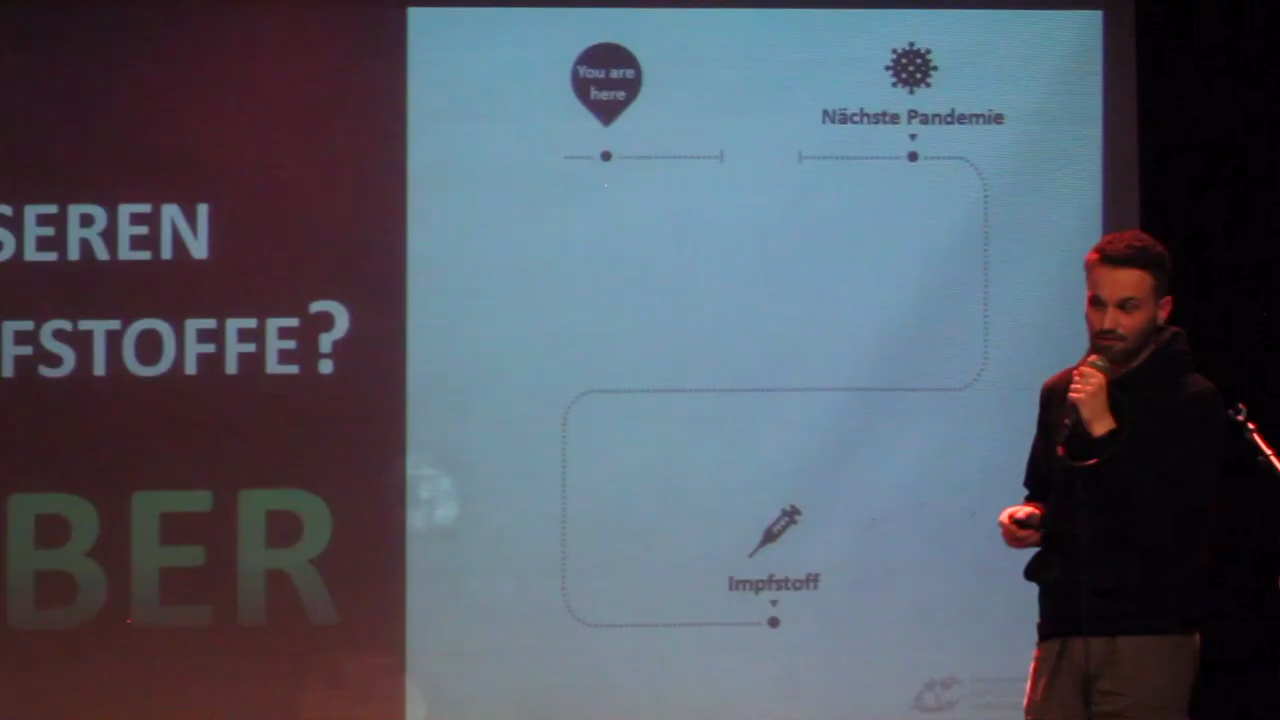 SEREN
FSTOFFE?
BER
You are
here
Nächste Pandemie
Impfstoff